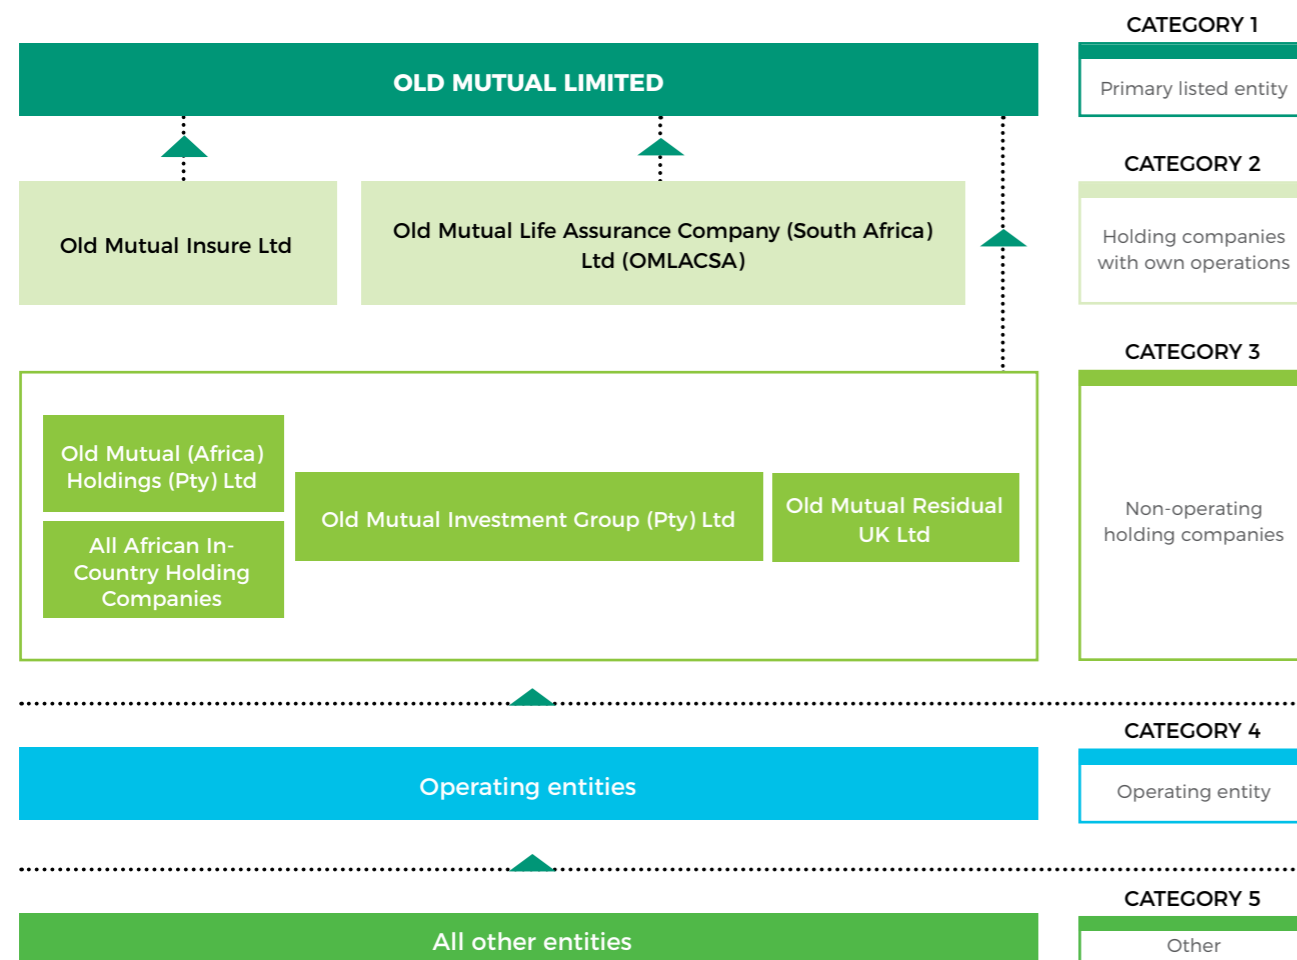 CATEGORY 1
OLD MUTUAL LIMITED
Primary listed entity
CATEGORY 2
Old Mutual Insure Ltd
Old Mutual Life Assurance Company (South Africa)
Ltd (OMLACSA)
Holding companies
with own operations
CATEGORY 3
Old Mutual (Africa)
Holdings (Pty) Ltd
All African In-
Country Holding
Companies
Old Mutual Investment Group (Pty) Ltd
Old Mutual Residual
UK Ltd
Non-operating
holding companies
CATEGORY 4
Operating entities
Operating entity
CATEGORY 5
All other entities
Other